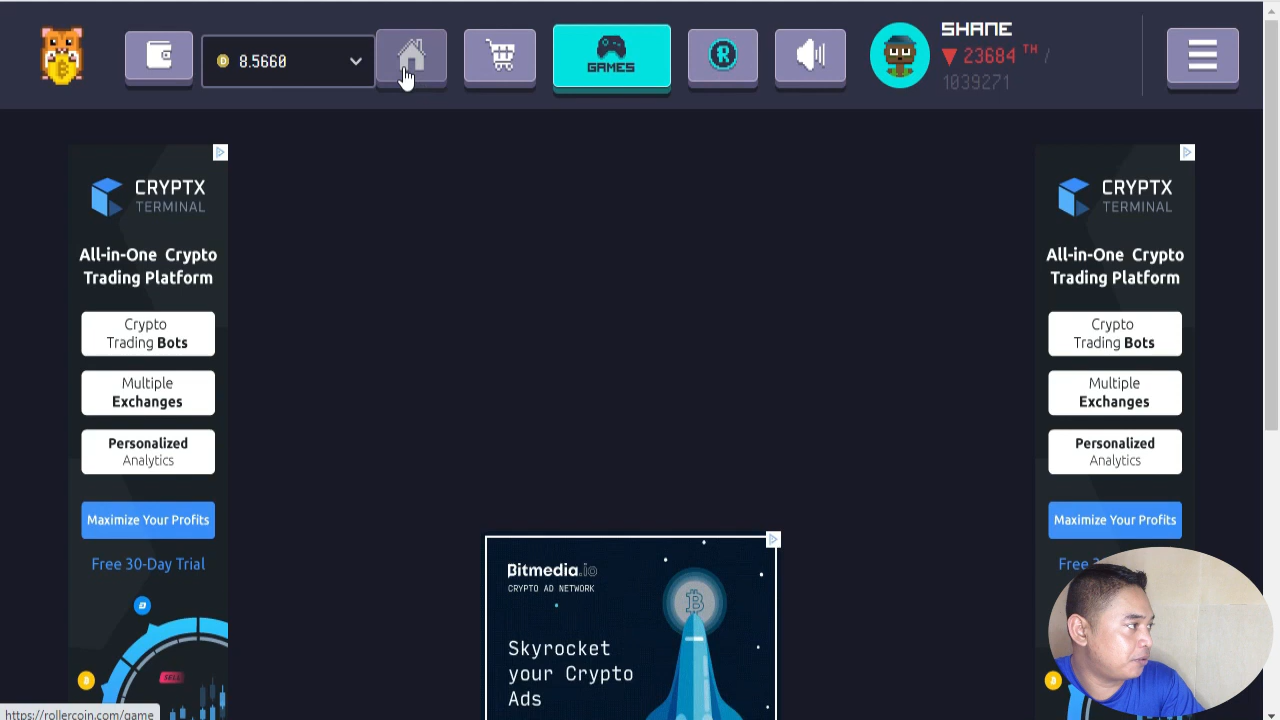 8.5660
GAMES
SHANE
23684 TH /
1039271
CRYPTX
TERMINAL
All-in-One Crypto
Trading Platform
Crypto
Trading Bots
Multiple
Exchanges
Personalized
Analytics
Maximize Your Profits
Free 30-Day Trial
SELL
Bitmedia.io
CRYPTO AD NETWORK
Skyrocket
your Crypto
Ads
CRYPTX
TERMINAL
All-in-One Crypto
Trading Platform
Crypto
Trading Bots
Multiple
Exchanges
Personalized
Analytics
Maximize Your Profits
Free
https://rollercoin.com/game